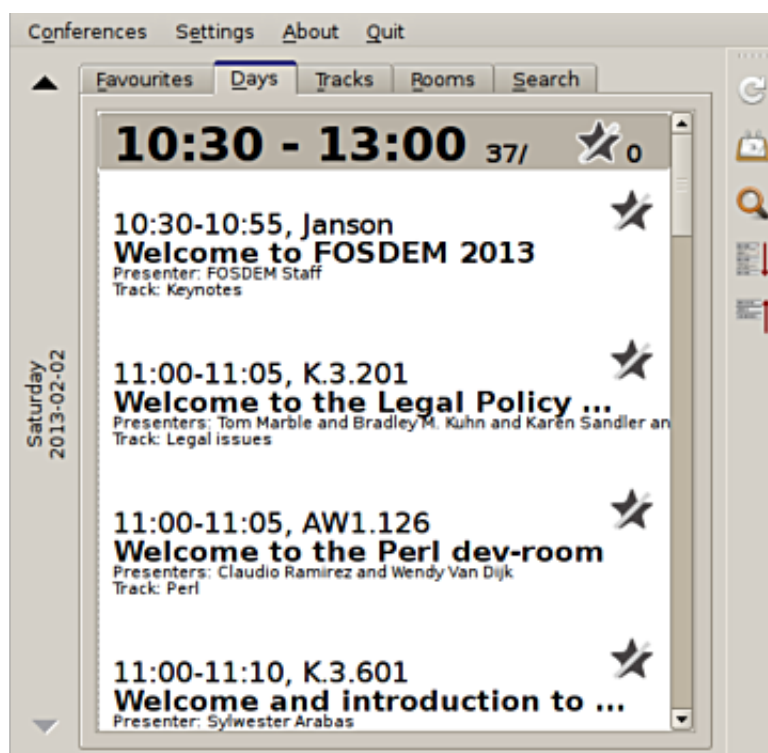 Conferences Settings About Quit
Favourites Days Tracks Rooms Search
10:30 - 13:00 37/ 0
10:30-10:55, Janson
Welcome to FOSDEM 2013
Presenter: FOSDEM Staff
Track: Keynotes
Saturday
2013-02-02
11:00-11:05, K.3.201
Welcome to the Legal Policy ...
Presenters: Tom Marble and Bradley M. Kuhn and Karen Sandler an
Track: Legal issues
11:00-11:05, AW1.126
Welcome to the Perl dev-room
Presenters: Claudio Ramirez and Wendy Van Dijk
Track: Perl
11:00-11:10, K.3.601
Welcome and introduction to ...
Presenter: Sylwester Arabas